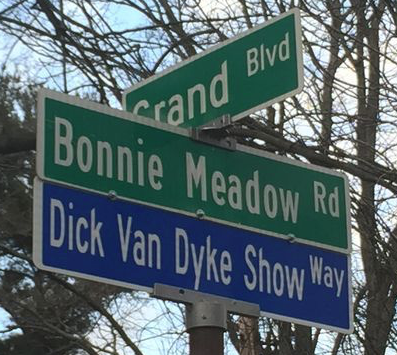 Grand Blvd
Bonnie Meadow Rd
Dick Van Dyke Show Way